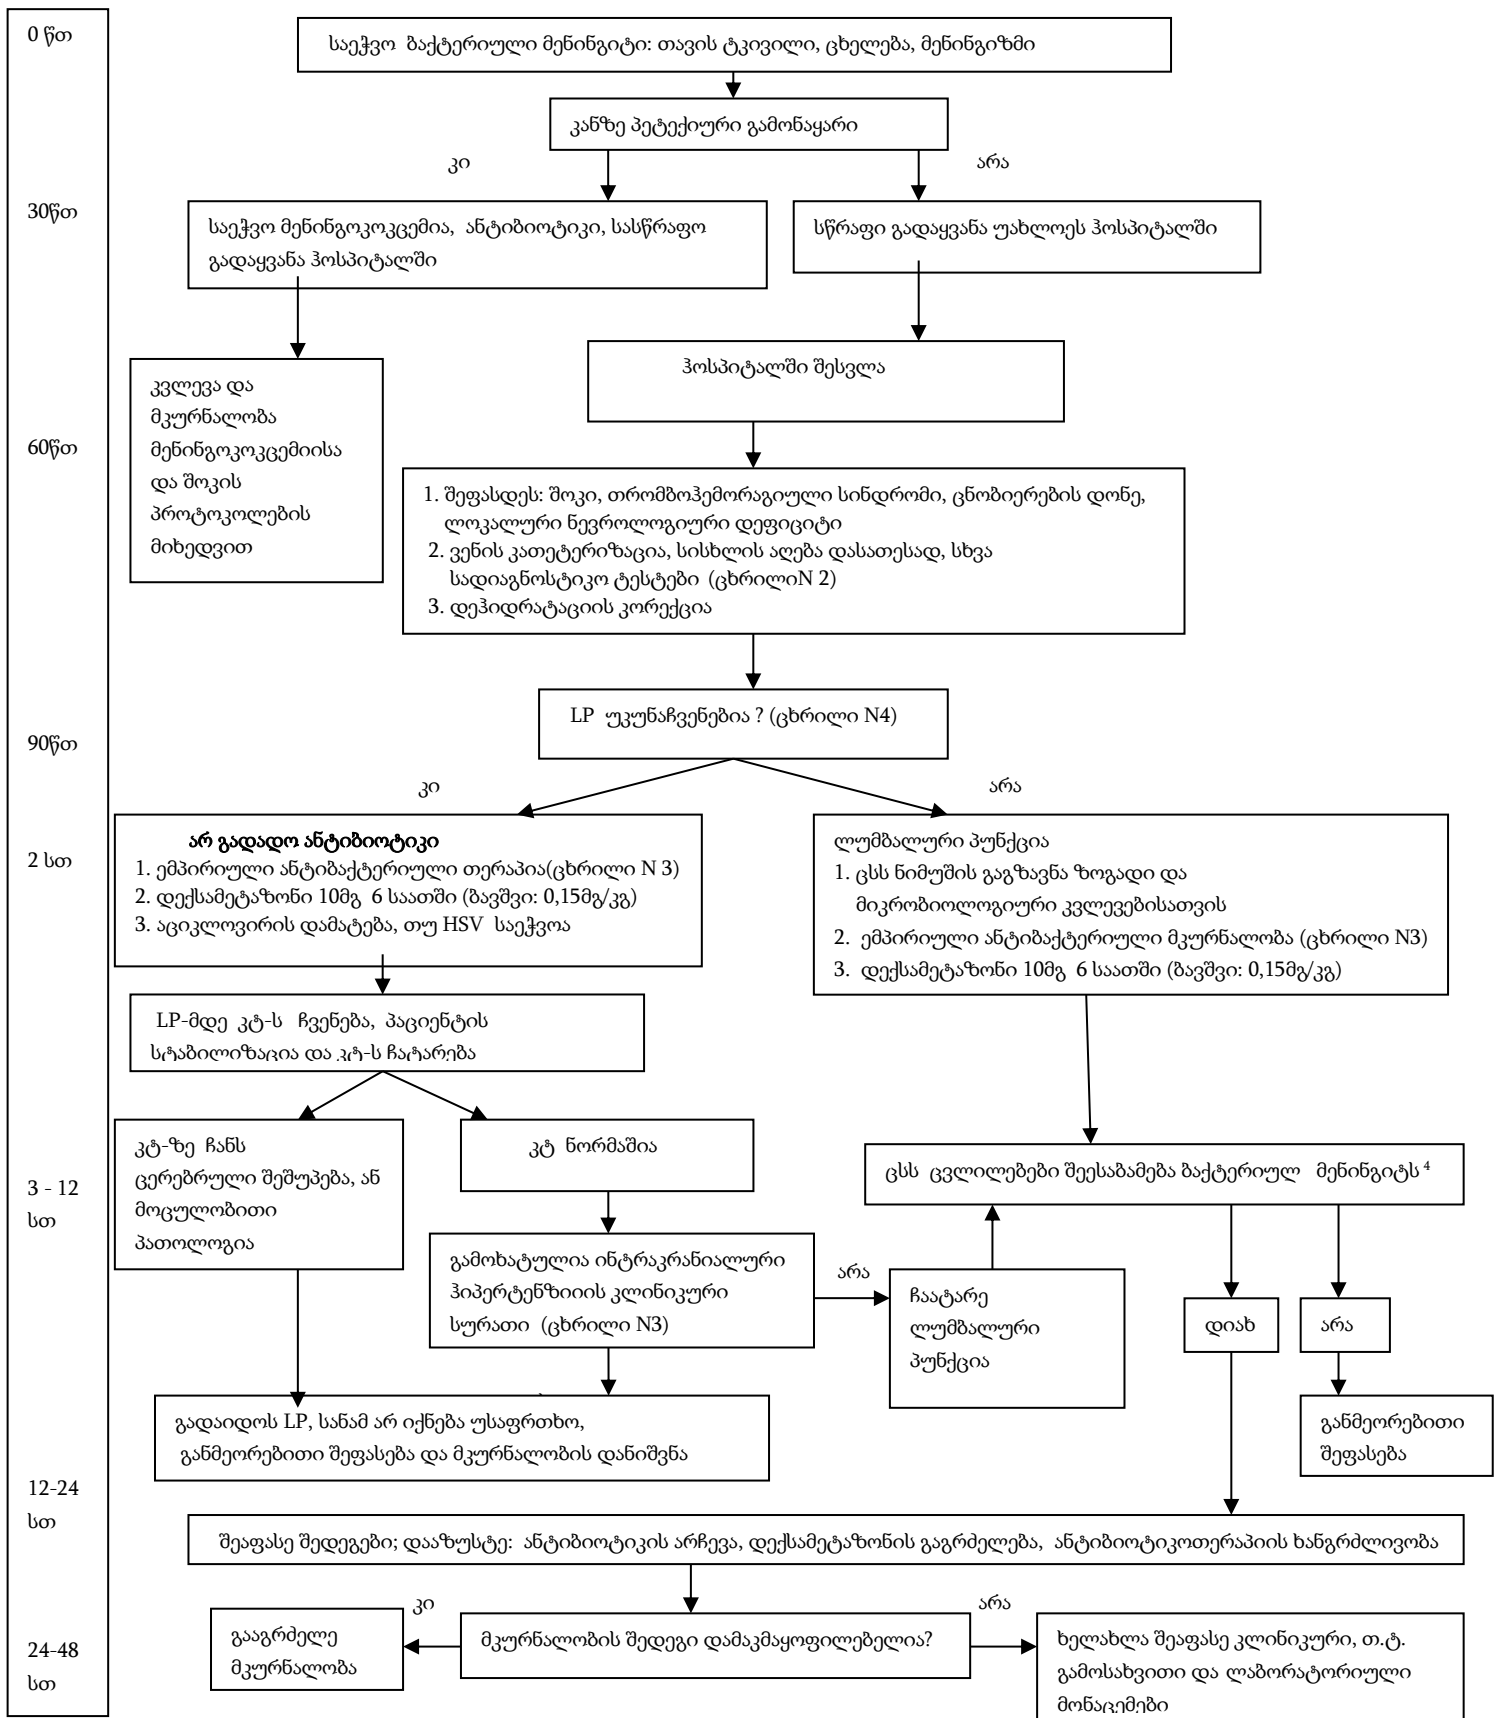 0 წთ
საეჭვო ბაქტერიული მენინგიტი: თავის ტკივილი, ცხელება, მენინგიზმი
კანზე პეტექიური გამონაყარი
კი
არა
30წთ
საეჭვო მენინგოკოკცემია, ანტიბიოტიკი, სასწრაფო
გადაყვანა ჰოსპიტალში
სწრაფი გადაყვანა უახლოეს ჰოსპიტალში
ჰოსპიტალში შესვლა
კვლევა და
მკურნალობა
მენინგოკოკცემიისა
და შოკის
პროტოკოლების
მიხედვით
60წთ
1. შეფასდეს: შოკი, თრომბოჰემორაგიული სინდრომი, ცნობიერების დონე,
ლოკალური ნევროლოგიური დეფიციტი
2. ვენის კათეტერიზაცია, სისხლის აღება დასათესად, სხვა
სადიაგნოსტიკო ტესტები (ცხრილიN 2)
3. დეჰიდრატაციის კორექცია
LP უკუნაჩვენებია ? (ცხრილი N4)
90წთ
კი
არა
2 სთ
არ გადადო ანტიბიოტიკი
1. ემპირიული ანტიბაქტერიული თერაპია(ცხრილი N 3)
2. დექსამეტაზონი 10მგ 6 საათში (ბავშვი: 0,15მგ/კგ)
3. აციკლოვირის დამატება, თუ HSV საეჭვოა
ლუმბალური პუნქცია
1. ცსს ნიმუშის გაგზავნა ზოგადი და
მიკრობიოლოგიური კვლევებისათვის
2. ემპირიული ანტიბაქტერიული მკურნალობა (ცხრილი N3)
3. დექსამეტაზონი 10მგ 6 საათში (ბავშვი: 0,15მგ/კგ)
LP-მდე კტ-ს ჩვენება, პაციენტის
სტაბილიზაცია და კტ-ს ჩატარება
3 - 12
სთ
კტ-ზე ჩანს
ცერებრული შეშუპება, ან
მოცულობითი
პათოლოგია
კტ ნორმაშია
ცსს ცვლილებები შეესაბამება ბაქტერიულ მენინგიტს 4
გამოხატულია ინტრაკრანიალური
ჰიპერტენზიიის კლინიკური
სურათი (ცხრილი N3)
არა
ჩაატარე
ლუმბალური
პუნქცია
დიახ
არა
გადაიდოს LP, სანამ არ იქნება უსაფრთხო,
განმეორებითი შეფასება და მკურნალობის დანიშვნა
განმეორებითი
შეფასება
12-24
სთ
შეაფასე შედეგები; დააზუსტე: ანტიბიოტიკის არჩევა, დექსამეტაზონის გაგრძელება, ანტიბიოტიკოთერაპიის ხანგრძლივობა
24-48
სთ
კი
არა
გააგრძელე
მკურნალობა
მკურნალობის შედეგი დამაკმაყოფილებელია?
ხელახლა შეაფასე კლინიკური, თ.ტ.
გამოსახვითი და ლაბორატორიული
მონაცემები